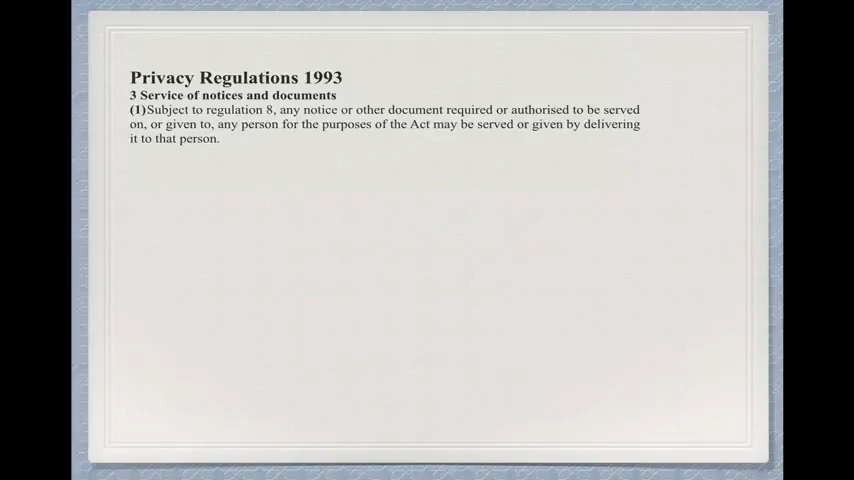 Privacy Regulations 1993
3 Service of notices and documents
(1)Subject to regulation 8, any notice or other document required or authorised to be served
on, or given to, any person for the purposes of the Act may be served or given by delivering
it to that person.